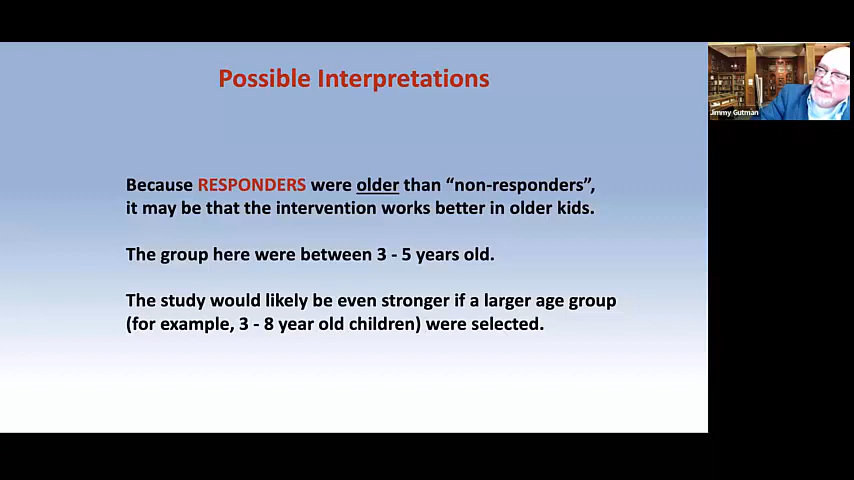 Possible Interpretations
Jimmy Gutman
Because RESPONDERS were older than “non-responders”,
it may be that the intervention works better in older kids.
The group here were between 3 - 5 years old.
The study would likely be even stronger if a larger age group
(for example, 3 - 8 year old children) were selected.